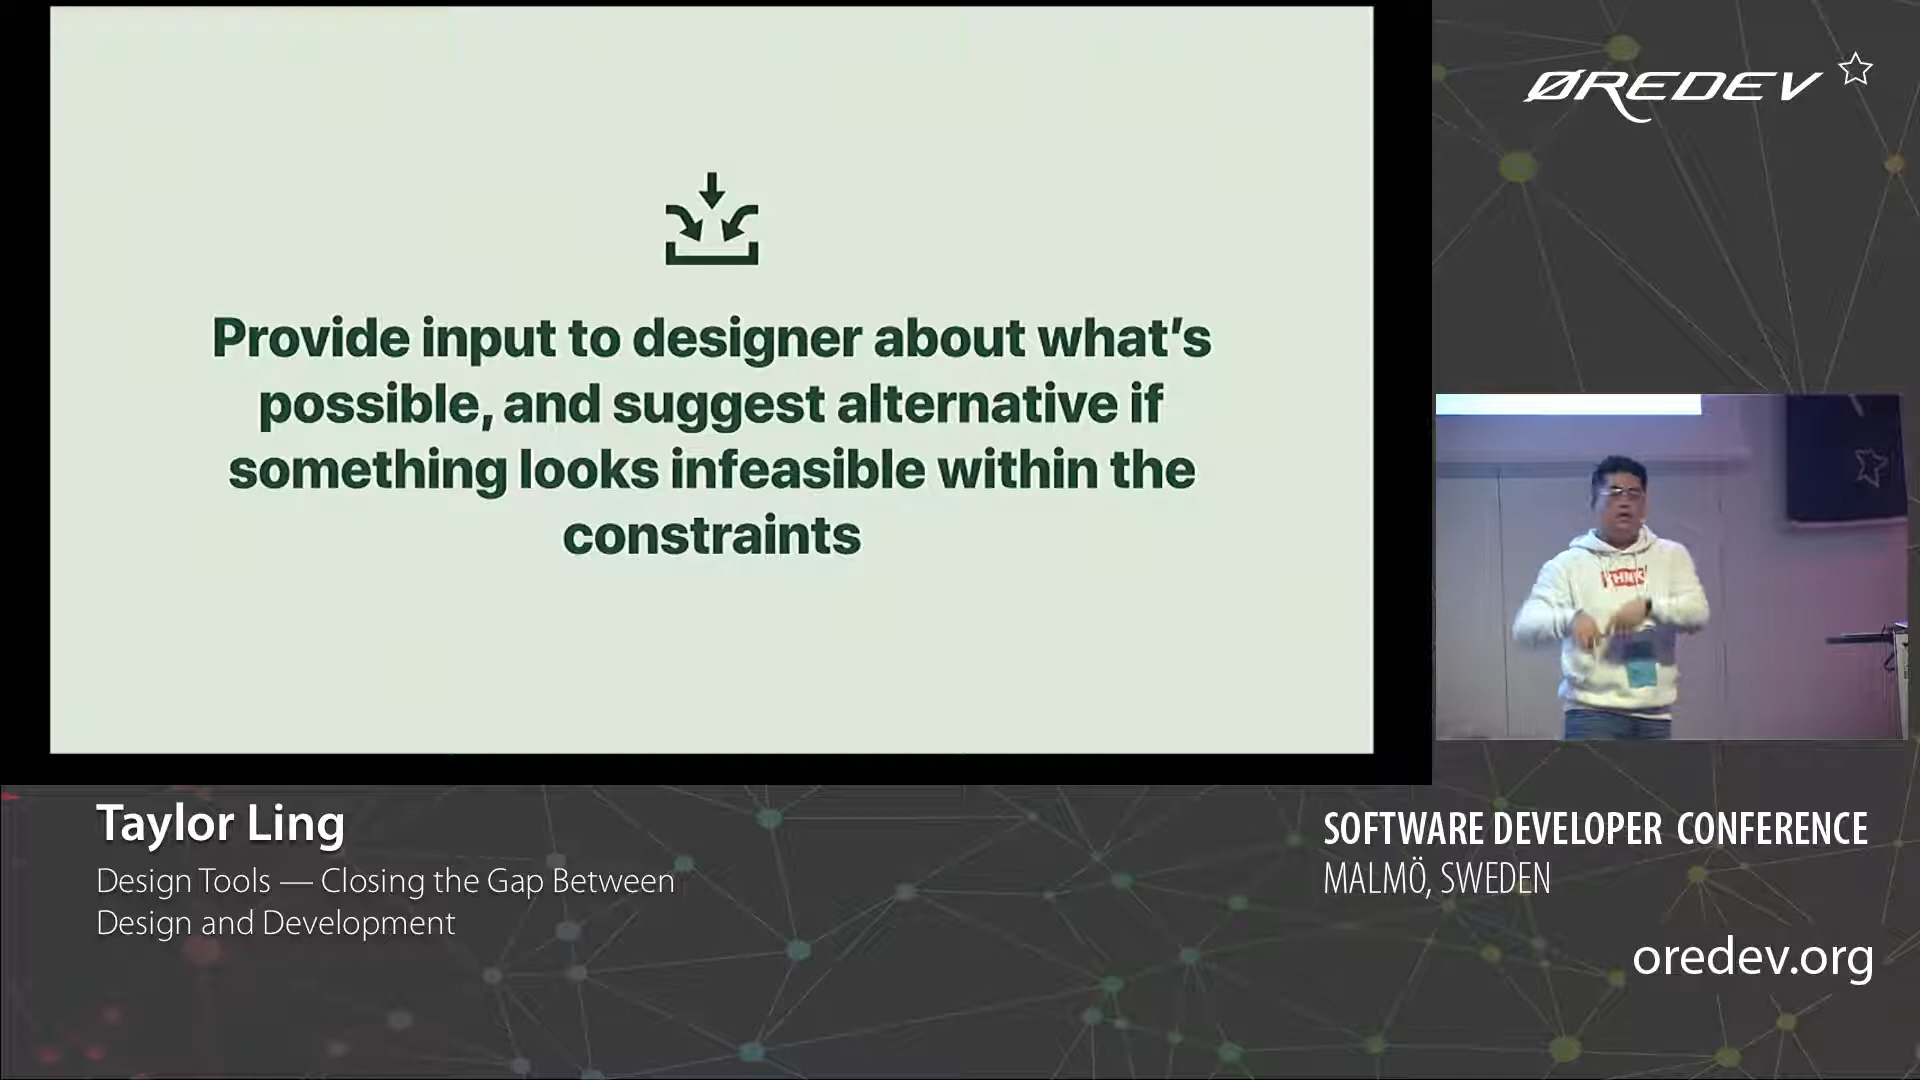 Provide input to designer about what's
possible, and suggest alternative if
something looks infeasible within the
constraints
ØREDEV
THINK
Taylor Ling
Design Tools — Closing the Gap Between
Design and Development
SOFTWARE DEVELOPER CONFERENCE
MALMÖ, SWEDEN
oredev.org